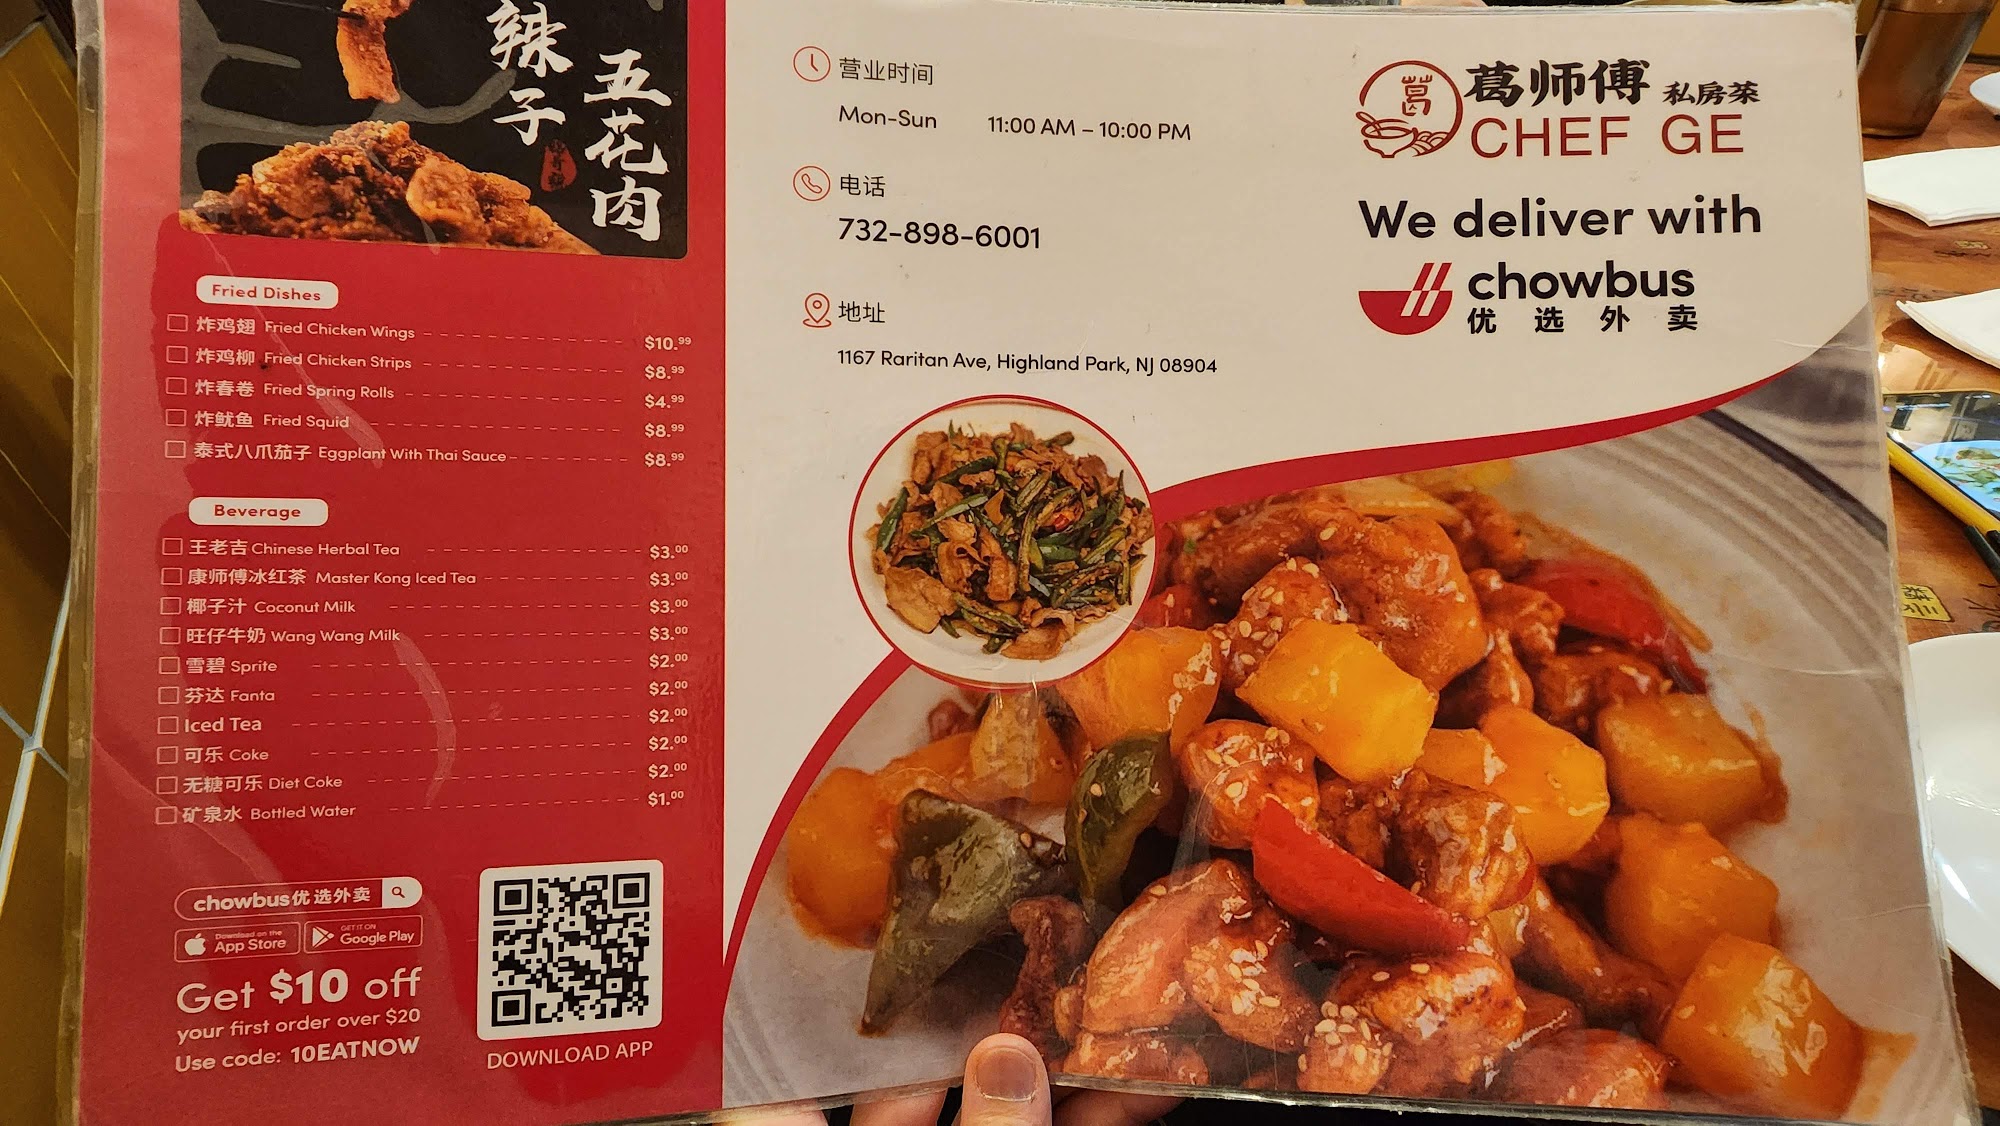 辣子
五花肉
Fried Dishes
炸鸡翅 Fried Chicken Wings $10.99
炸鸡柳 Fried Chicken Strips $8.99
炸春卷 Fried Spring Rolls $4.99
炸鱿鱼 Fried Squid $8.99
泰式八爪茄子 Eggplant With Thai Sauce $8.99
Beverage
王老吉 Chinese Herbal Tea $3.00
康师傅冰红茶 Master Kong Iced Tea $3.00
椰子汁 Coconut Milk $3.00
旺仔牛奶 Wang Wang Milk $3.00
雪碧 Sprite $2.00
芬达 Fanta $2.00
Iced Tea $2.00
可乐 Coke $2.00
无糖可乐 Diet Coke $2.00
矿泉水 Bottled Water $1.00
chowbus优选外卖
Download on the
App Store
GET IT ON
Google Play
Get $10 off
your first order over $20
Use code: 10EATNOW
DOWNLOAD APP
营业时间
Mon-Sun 11:00 AM – 10:00 PM
电话
732-898-6001
地址
1167 Raritan Ave, Highland Park, NJ 08904
葛
葛师傅 私房菜
CHEF GE
We deliver with
chowbus
优选外卖